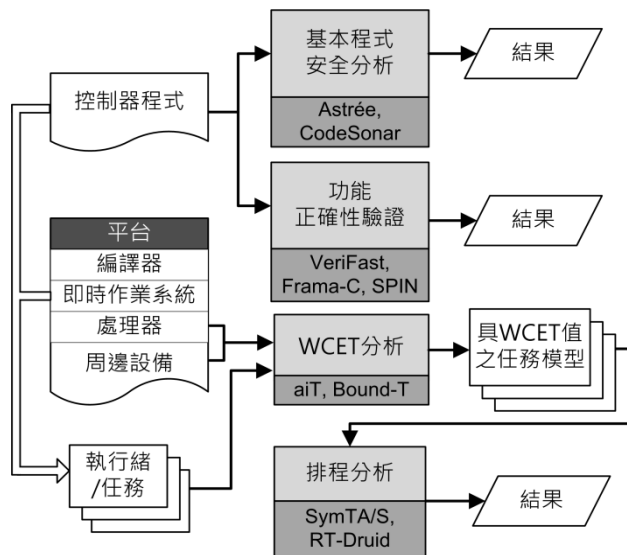 基本程式
安全分析
Astrée,
CodeSonar
結果
控制器程式
功能
正確性驗證
VeriFast,
Frama-C, SPIN
結果
平台
編譯器
即時作業系統
處理器
周邊設備
WCET分析
aiT, Bound-T
具WCET值
之任務模型
執行緒
/任務
排程分析
SymTA/S,
RT-Druid
結果